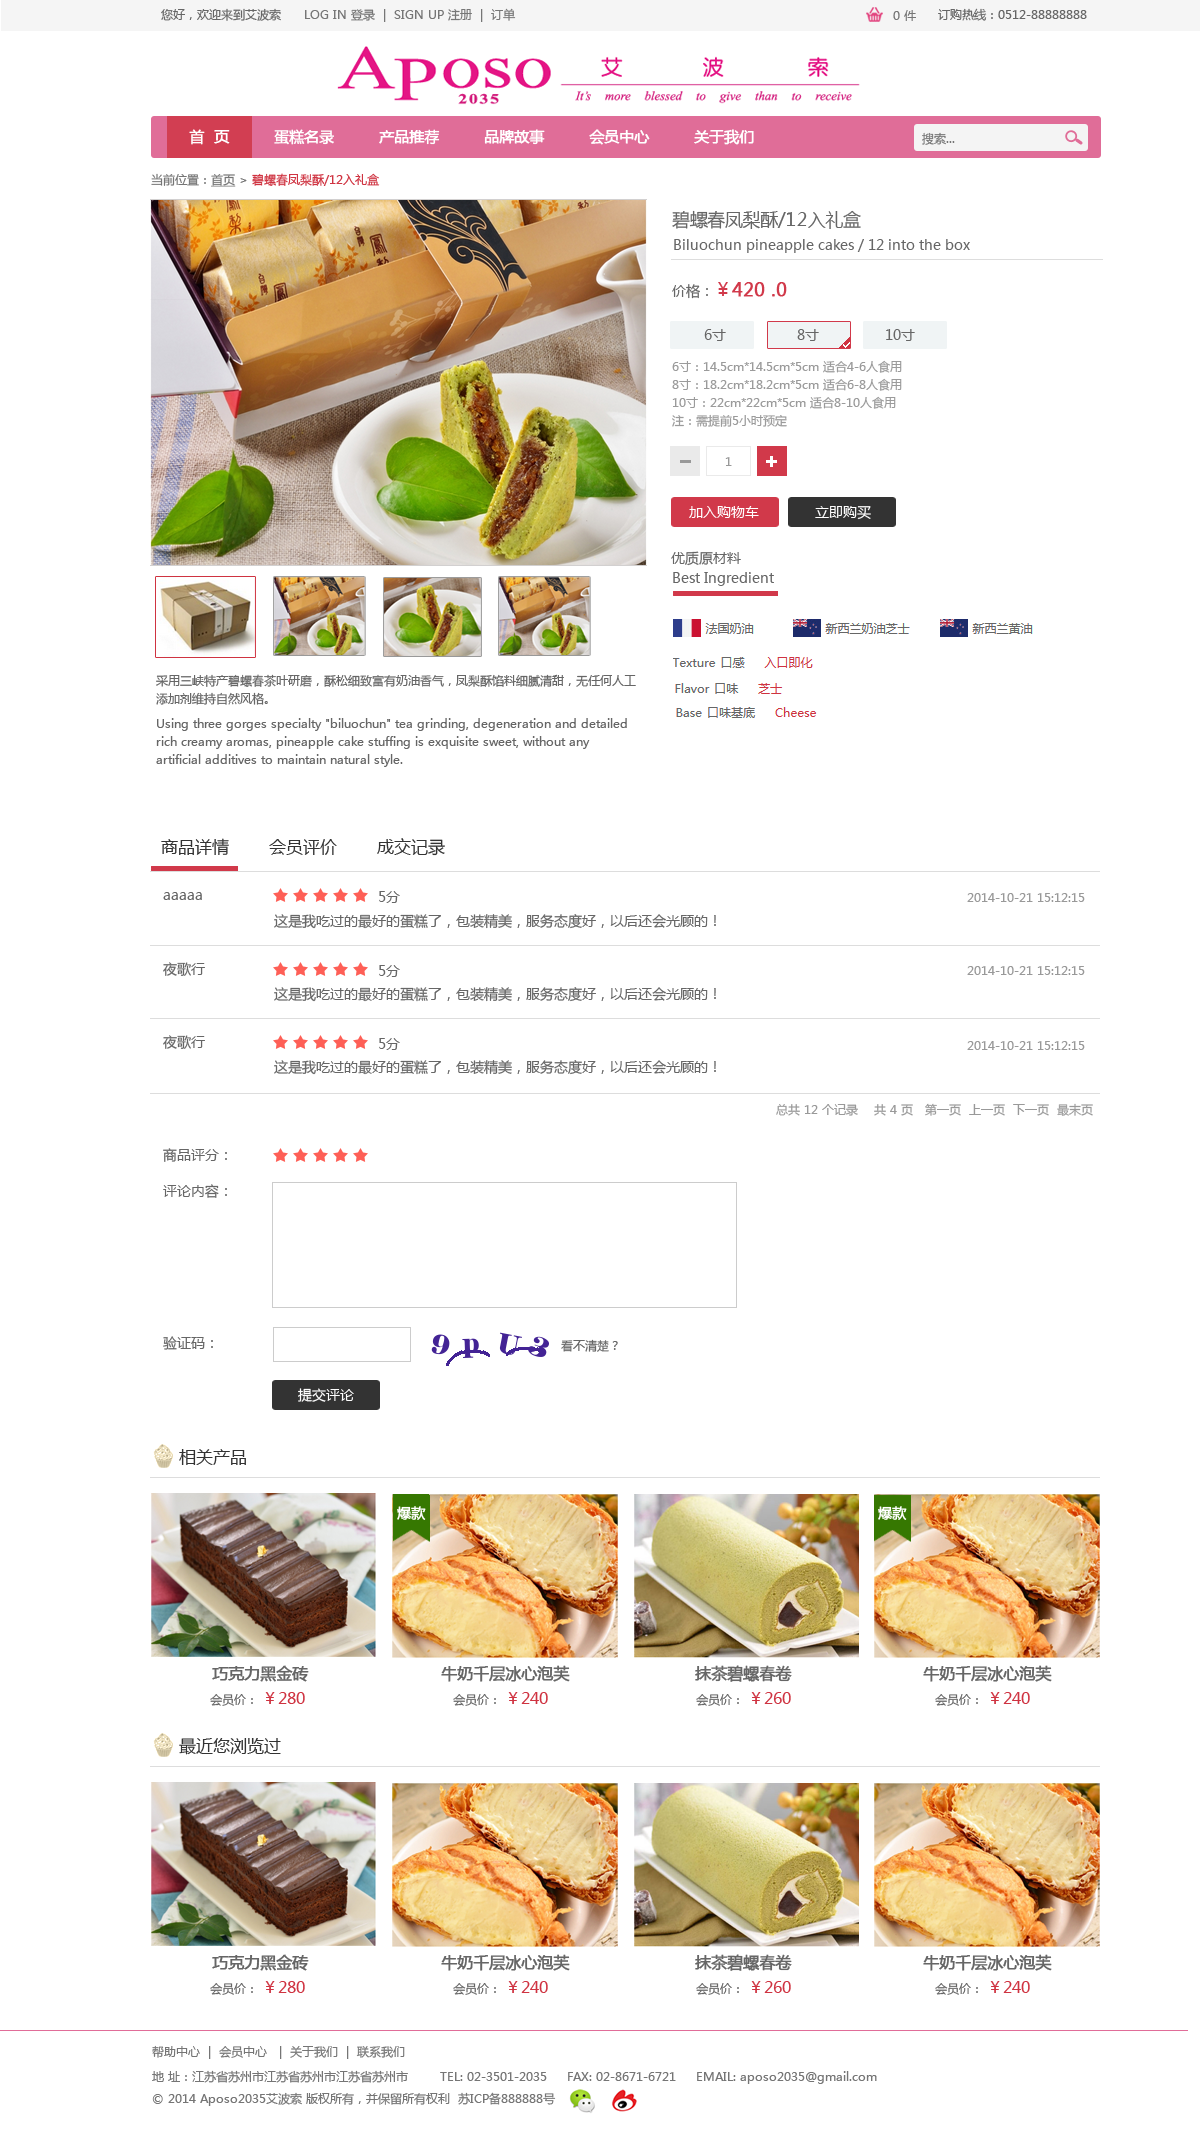 您好，欢迎来到艾波索 LOG IN 登录 | SIGN UP 注册 | 订单 0 件 订购热线：0512-88888888
APOSO 2035 艾 波 索
It's more blessed to give than to receive
首 页 蛋糕名录 产品推荐 品牌故事 会员中心 关于我们 搜索...
当前位置：首页 > 碧螺春凤梨酥/12入礼盒
碧螺春凤梨酥/12入礼盒
Biluochun pineapple cakes / 12 into the box
价格： ¥ 420 .0
6寸 8寸 10寸
6寸：14.5cm*14.5cm*5cm 适合4-6人食用
8寸：18.2cm*18.2cm*5cm 适合6-8人食用
10寸：22cm*22cm*5cm 适合8-10人食用
注：需提前5小时预定
1
加入购物车 立即购买
优质原材料
Best Ingredient
法国奶油 新西兰奶油芝士 新西兰黄油
Texture 口感 入口即化
Flavor 口味 芝士
Base 口味基底 Cheese
采用三峡特产碧螺春茶叶研磨，酥松细致富有奶油香气，凤梨酥馅料细腻清甜，无任何人工
添加剂维持自然风格。
Using three gorges specialty "biluochun" tea grinding, degeneration and detailed
rich creamy aromas, pineapple cake stuffing is exquisite sweet, without any
artificial additives to maintain natural style.
商品详情 会员评价 成交记录
aaaaa 5分 2014-10-21 15:12:15
这是我吃过的最好的蛋糕了，包装精美，服务态度好，以后还会光顾的！
夜歌行 5分 2014-10-21 15:12:15
这是我吃过的最好的蛋糕了，包装精美，服务态度好，以后还会光顾的！
夜歌行 5分 2014-10-21 15:12:15
这是我吃过的最好的蛋糕了，包装精美，服务态度好，以后还会光顾的！
总共 12 个记录 共 4 页 第一页 上一页 下一页 最末页
商品评分：
评论内容：
验证码： 9pU3 看不清楚？
提交评论
相关产品
爆款 爆款
巧克力黑金砖 牛奶千层冰心泡芙 抹茶碧螺春卷 牛奶千层冰心泡芙
会员价： ¥ 280 会员价： ¥ 240 会员价： ¥ 260 会员价： ¥ 240
最近您浏览过
巧克力黑金砖 牛奶千层冰心泡芙 抹茶碧螺春卷 牛奶千层冰心泡芙
会员价： ¥ 280 会员价： ¥ 240 会员价： ¥ 260 会员价： ¥ 240
帮助中心 | 会员中心 | 关于我们 | 联系我们
地 址：江苏省苏州市江苏省苏州市江苏省苏州市 TEL: 02-3501-2035 FAX: 02-8671-6721 EMAIL: aposo2035@gmail.com
© 2014 Aposo2035艾波索 版权所有，并保留所有权利 苏ICP备888888号